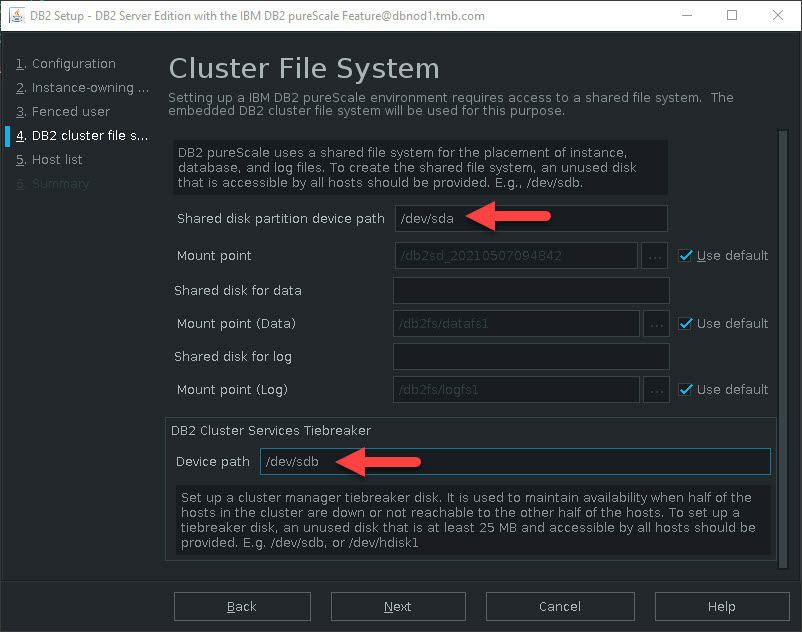 DB2 Setup - DB2 Server Edition with the IBM DB2 pureScale Feature@dbnod1.tmb.com
1. Configuration
2. Instance-owning ...
3. Fenced user
4. DB2 cluster file s...
5. Host list
6. Summary
Cluster File System
Setting up a IBM DB2 pureScale environment requires access to a shared file system. The
embedded DB2 cluster file system will be used for this purpose.
DB2 pureScale uses a shared file system for the placement of instance,
database, and log files. To create the shared file system, an unused disk
that is accessible by all hosts should be provided. E.g., /dev/sdb.
Shared disk partition device path /dev/sda
Mount point /db2sd_20210507094842 ... Use default
Shared disk for data
Mount point (Data) /db2fs/datafs1 ... Use default
Shared disk for log
Mount point (Log) /db2fs/logfs1 ... Use default
DB2 Cluster Services Tiebreaker
Device path /dev/sdb
Set up a cluster manager tiebreaker disk. It is used to maintain availability when half of the
hosts in the cluster are down or not reachable to the other half of the hosts. To set up a
tiebreaker disk, an unused disk that is at least 25 MB and accessible by all hosts should be
provided. E.g. /dev/sdb, or /dev/hdisk1
Back Next Cancel Help